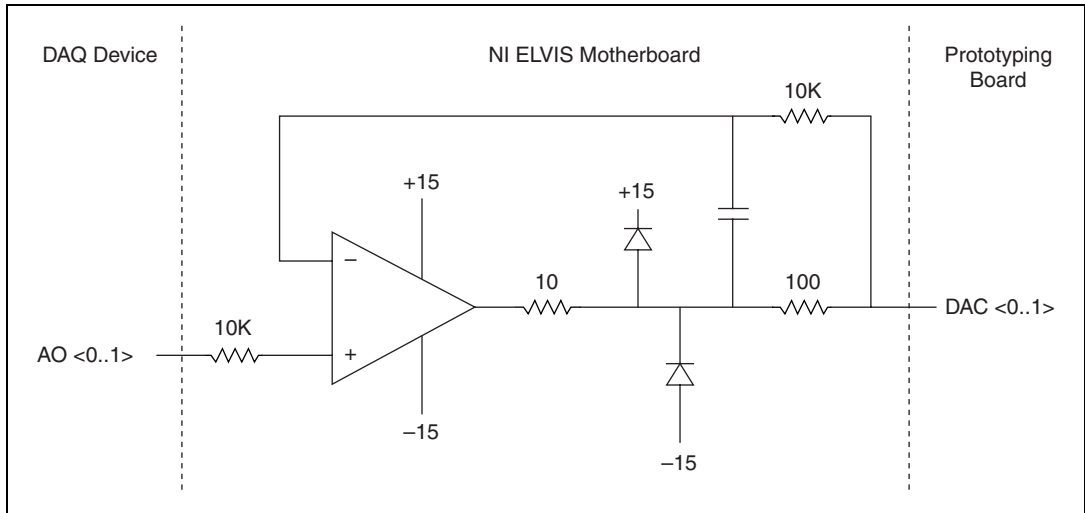 DAQ Device
NI ELVIS Motherboard
Prototyping
Board
10K
+15
+15
−
10
100
DAC <0..1>
10K
AO <0..1>
+
−15
−15